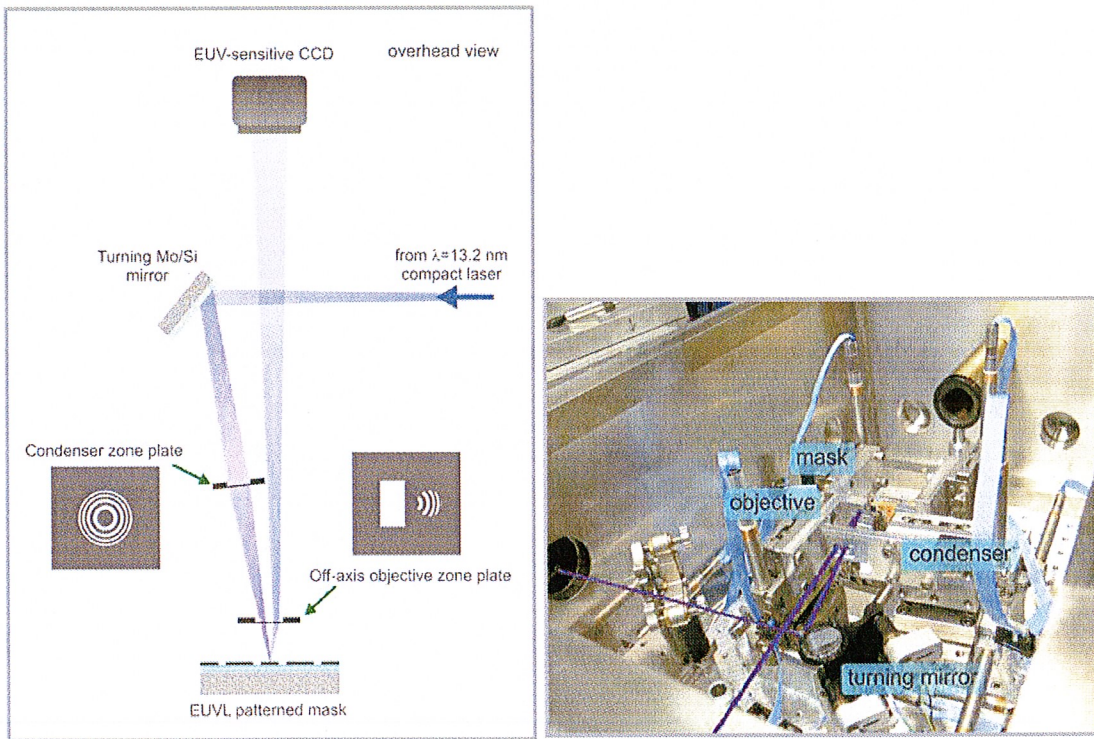 EUV-sensitive CCD
overhead view
Turning Mo/Si
mirror
from λ=13.2 nm
compact laser
Condenser zone plate
Off-axis objective zone plate
EUVL patterned mask
mask
objective
condenser
turning mirror